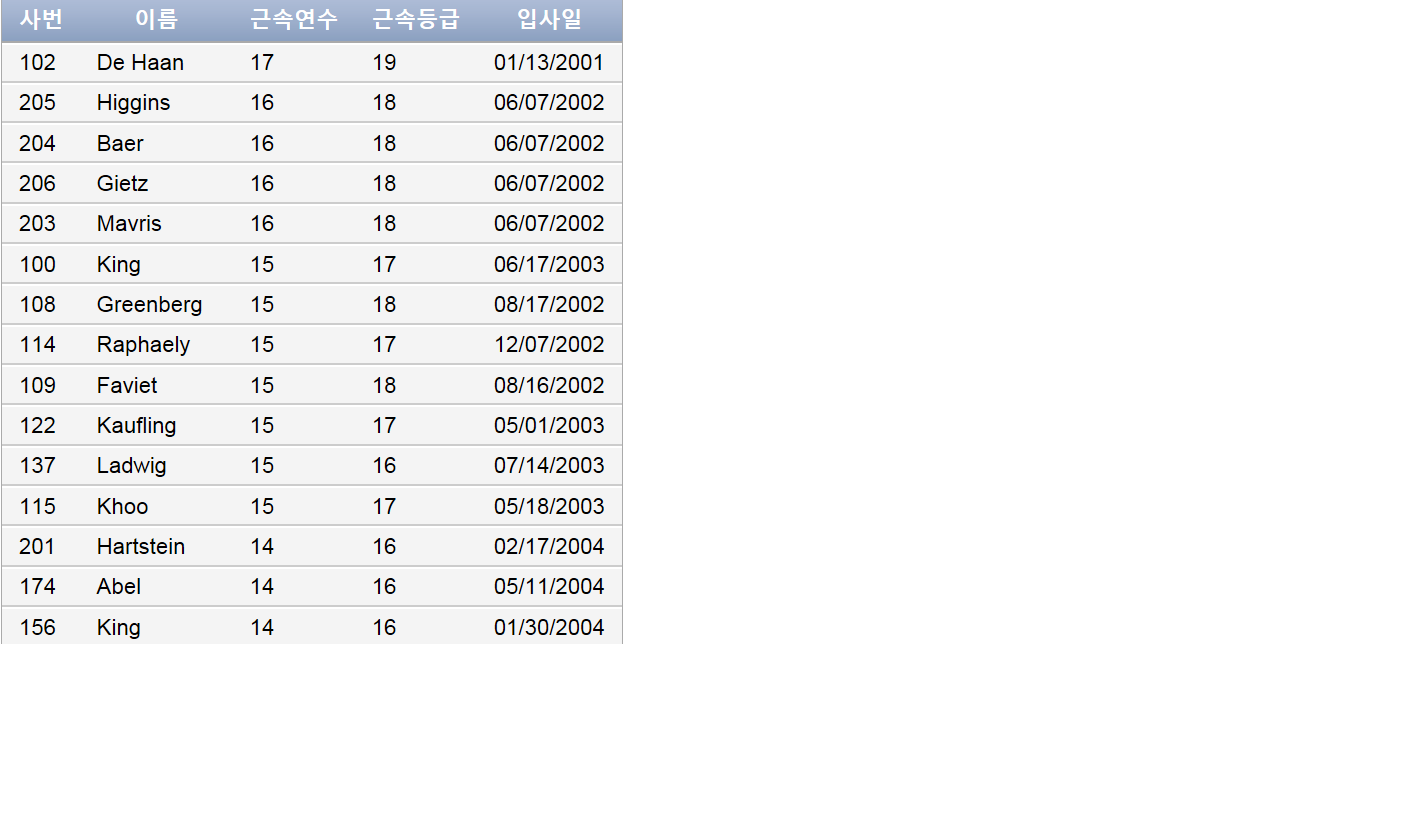 사번 이름 근속연수 근속등급 입사일
102 De Haan 17 19 01/13/2001
205 Higgins 16 18 06/07/2002
204 Baer 16 18 06/07/2002
206 Gietz 16 18 06/07/2002
203 Mavris 16 18 06/07/2002
100 King 15 17 06/17/2003
108 Greenberg 15 18 08/17/2002
114 Raphaely 15 17 12/07/2002
109 Faviet 15 18 08/16/2002
122 Kaufling 15 17 05/01/2003
137 Ladwig 15 16 07/14/2003
115 Khoo 15 17 05/18/2003
201 Hartstein 14 16 02/17/2004
174 Abel 14 16 05/11/2004
156 King 14 16 01/30/2004